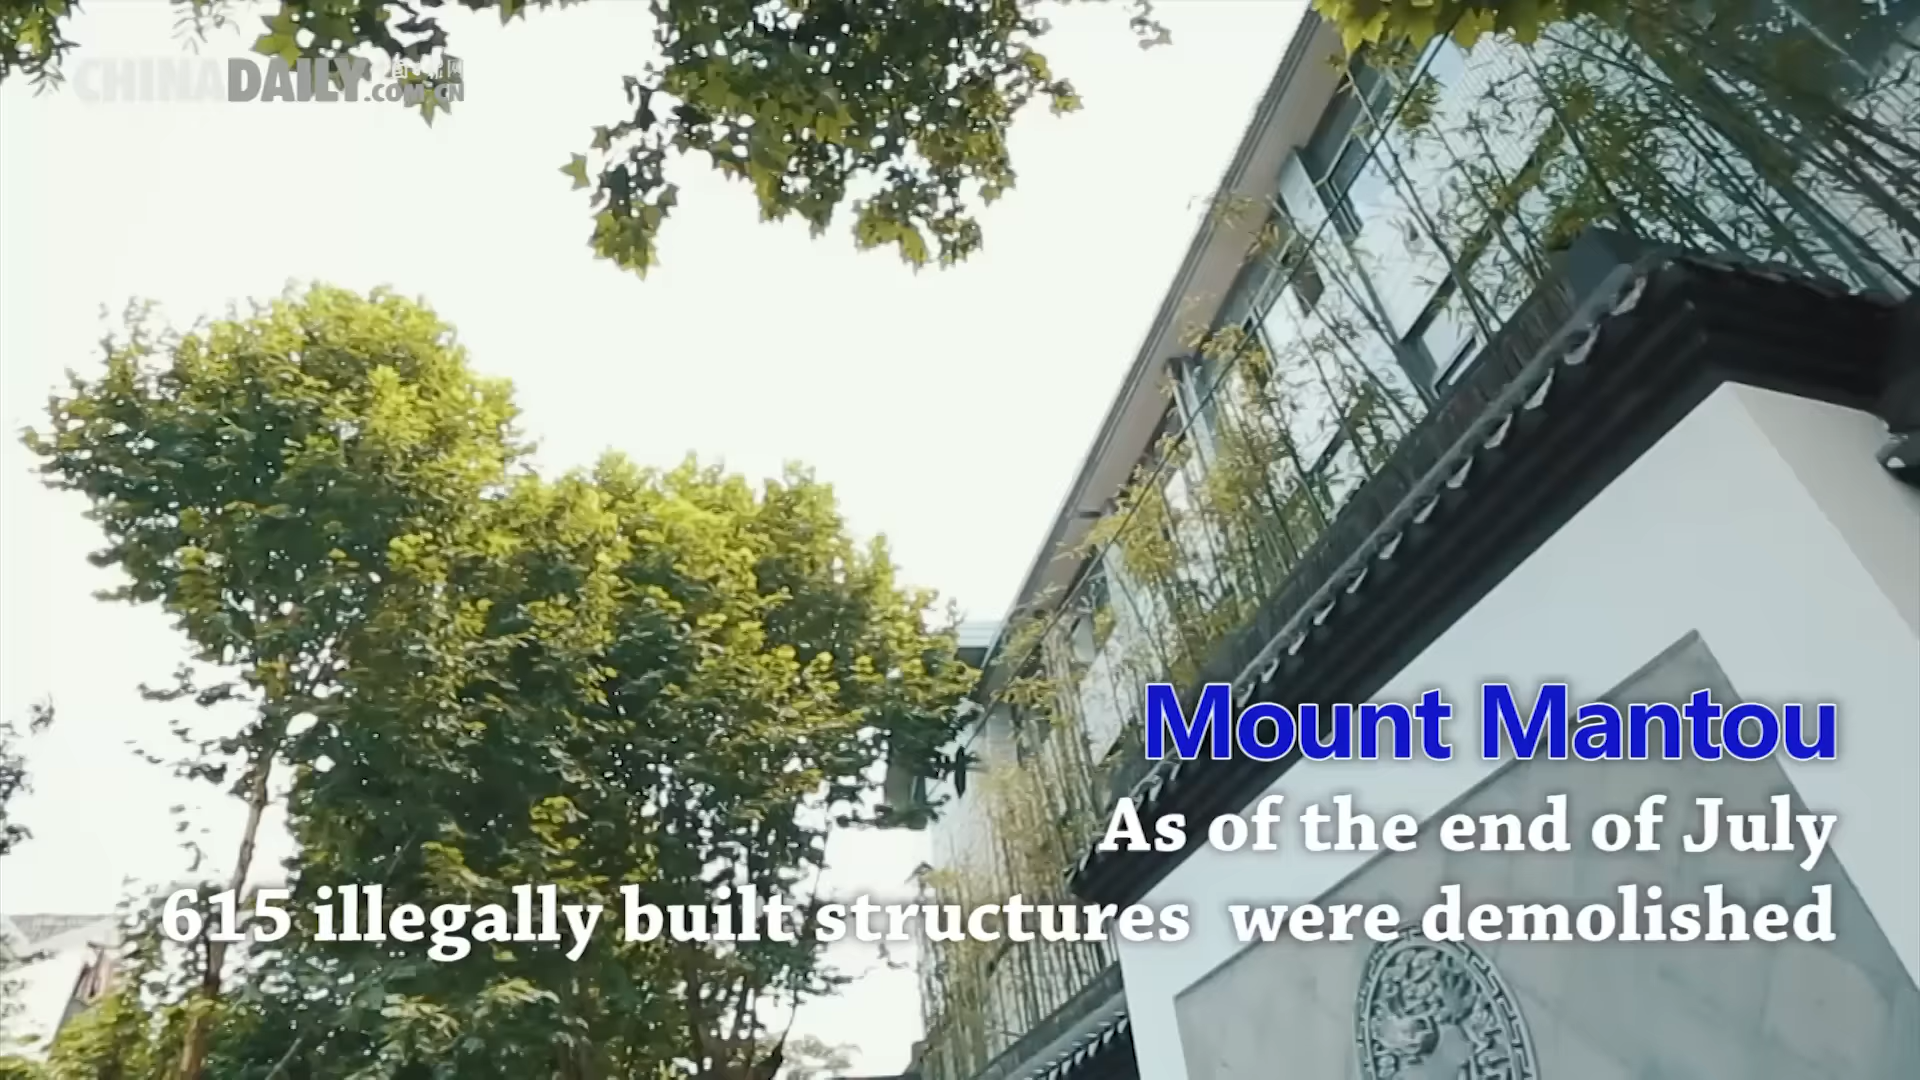 CHINADAILY.COM.CN
Mount Mantou
As of the end of July
615 illegally built structures were demolished